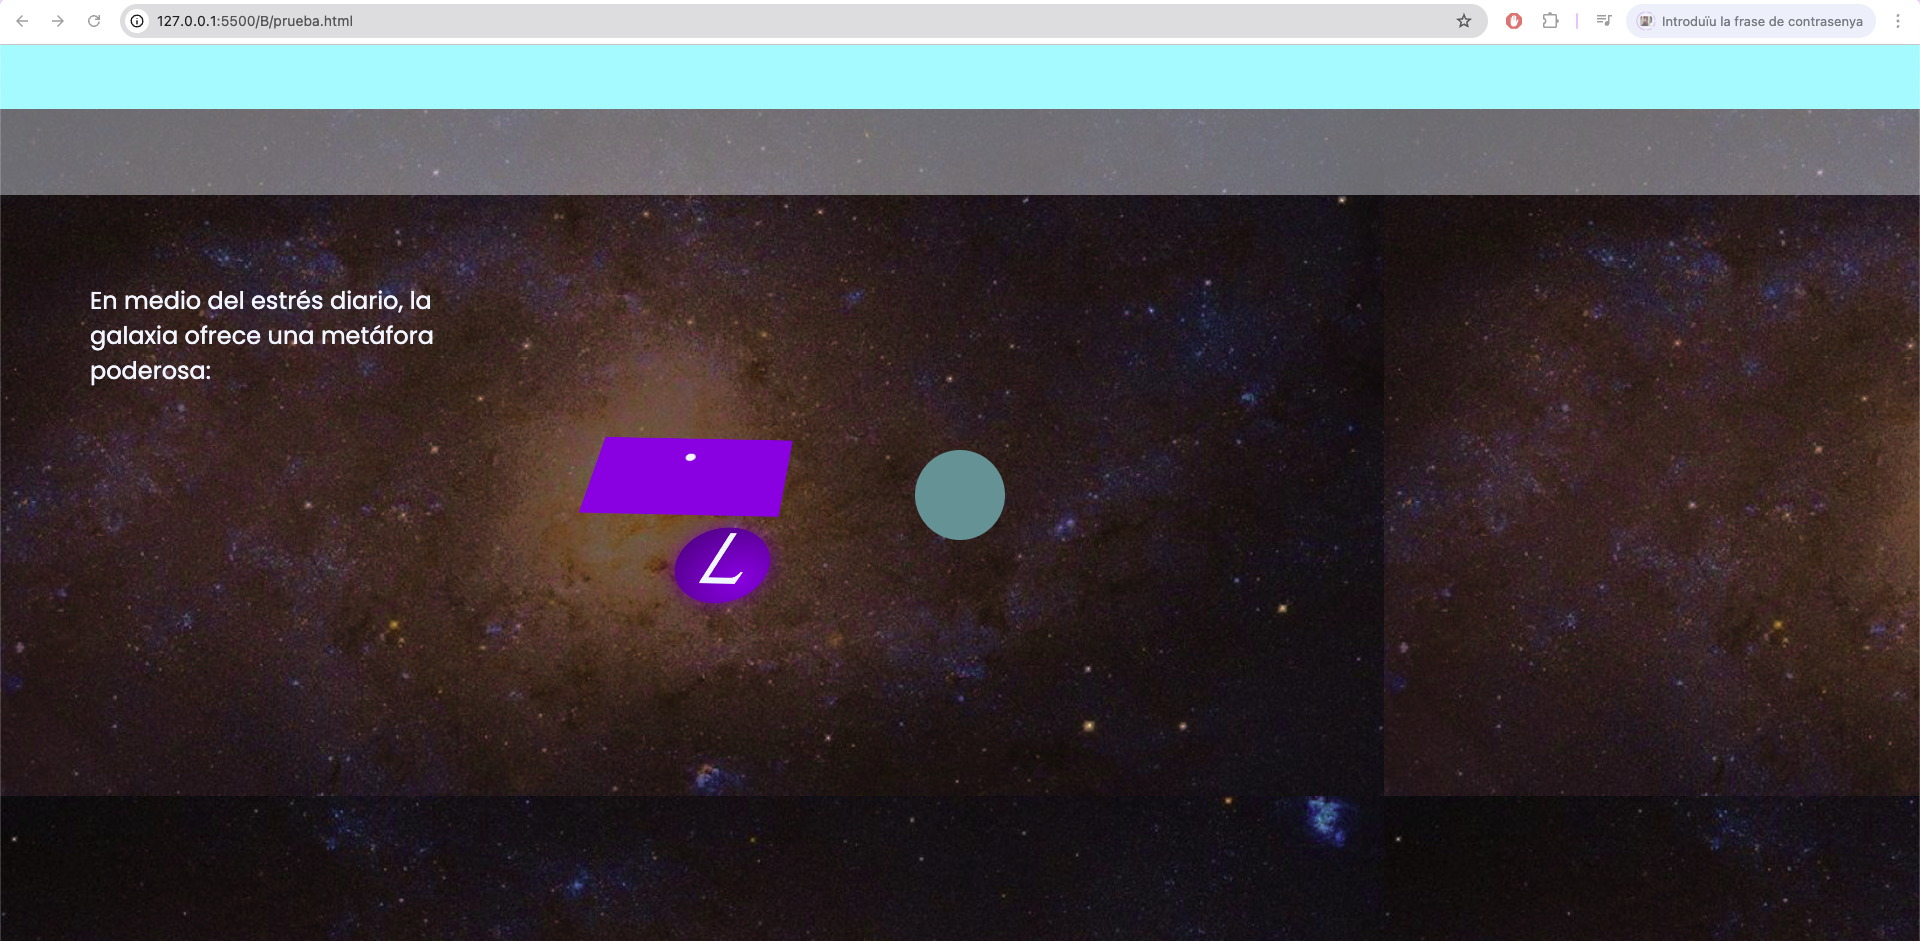 127.0.0.1:5500/B/prueba.html
Introduïu la frase de contrasenya
En medio del estrés diario, la
galaxia ofrece una metáfora
poderosa:
L